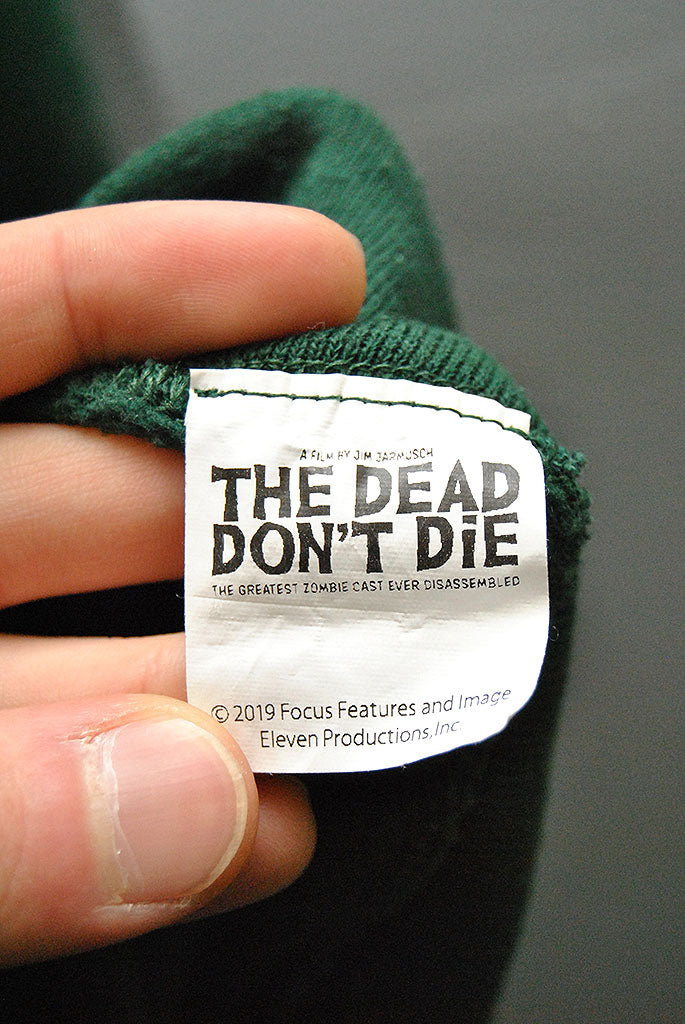 A FILM BY JIM JARMUSCH
THE DEAD
DON'T DiE
THE GREATEST ZOMBIE CAST EVER DISASSEMBLED
© 2019 Focus Features and Image
Eleven Productions,Inc.